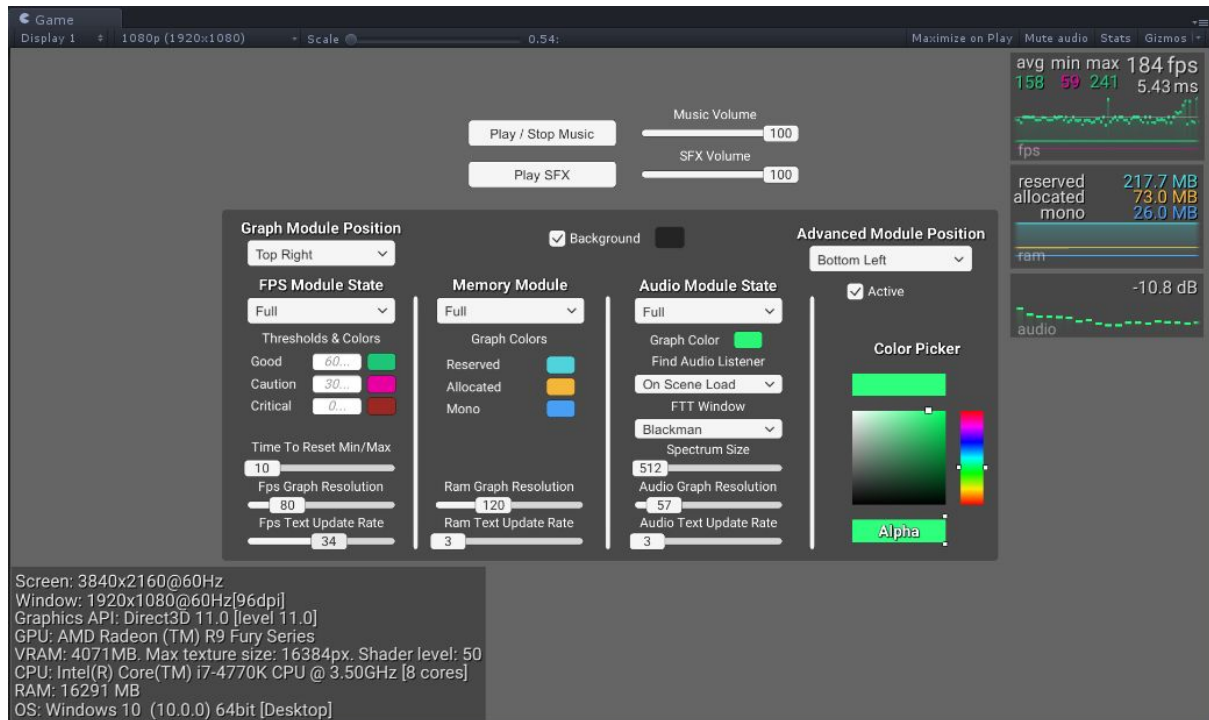 Game
Display 1 1080p (1920x1080) Scale 0.54: Maximize on Play Mute audio Stats Gizmos
avg min max 184 fps
158 59 241 5.43 ms
fps
reserved 217.7 MB
allocated 73.0 MB
mono 26.0 MB
ram
-10.8 dB
audio
Play / Stop Music
Music Volume
100
Play SFX
SFX Volume
100
Graph Module Position
Top Right
Background
Advanced Module Position
Bottom Left
Active
FPS Module State
Full
Thresholds & Colors
Good 60...
Caution 30...
Critical 0...
Time To Reset Min/Max
10
Fps Graph Resolution
80
Fps Text Update Rate
34
Memory Module
Full
Graph Colors
Reserved
Allocated
Mono
Ram Graph Resolution
120
Ram Text Update Rate
3
Audio Module State
Full
Graph Color
Find Audio Listener
On Scene Load
FTT Window
Blackman
Spectrum Size
512
Audio Graph Resolution
57
Audio Text Update Rate
3
Color Picker
Alpha
Screen: 3840x2160@60Hz
Window: 1920x1080@60Hz[96dpi]
Graphics API: Direct3D 11.0 [level 11.0]
GPU: AMD Radeon (TM) R9 Fury Series
VRAM: 4071MB. Max texture size: 16384px. Shader level: 50
CPU: Intel(R) Core(TM) i7-4770K CPU @ 3.50GHz [8 cores]
RAM: 16291 MB
OS: Windows 10 (10.0.0) 64bit [Desktop]